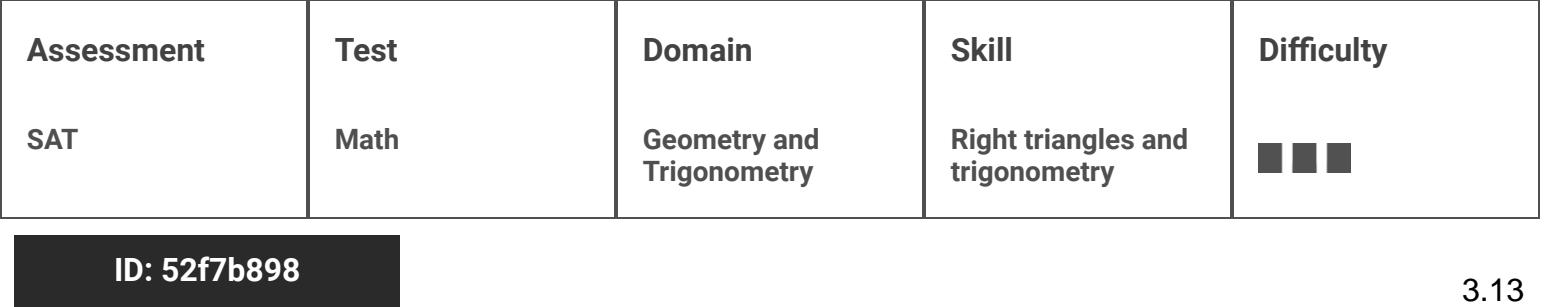 Assessment Test Domain Skill Difficulty
SAT Math Geometry and Right triangles and
Trigonometry trigonometry
ID: 52f7b898
3.13